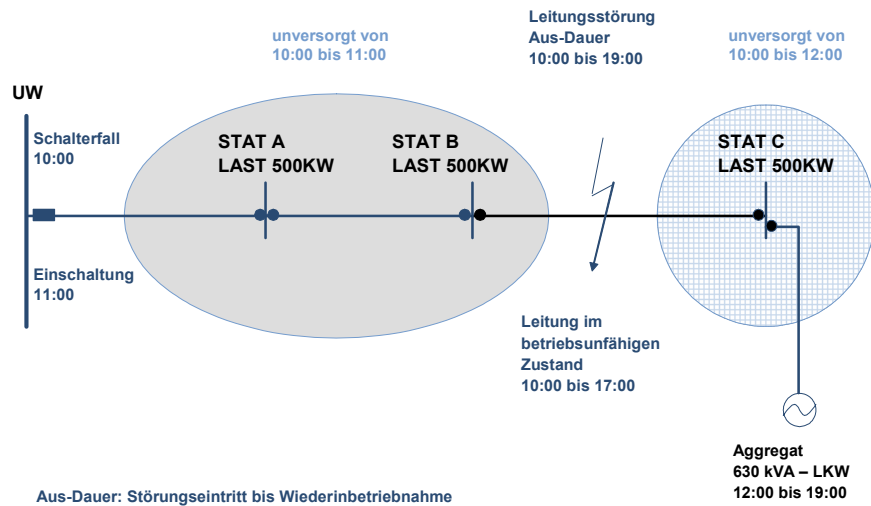 unversorgt von
10:00 bis 11:00
Leitungsstörung
Aus-Dauer
10:00 bis 19:00
unversorgt von
10:00 bis 12:00
UW
Schalterfall
10:00
STAT A
LAST 500KW
STAT B
LAST 500KW
STAT C
LAST 500KW
Einschaltung
11:00
Leitung im
betriebsunfähigen
Zustand
10:00 bis 17:00
Aggregat
630 kVA – LKW
12:00 bis 19:00
Aus-Dauer: Störungseintritt bis Wiederinbetriebnahme